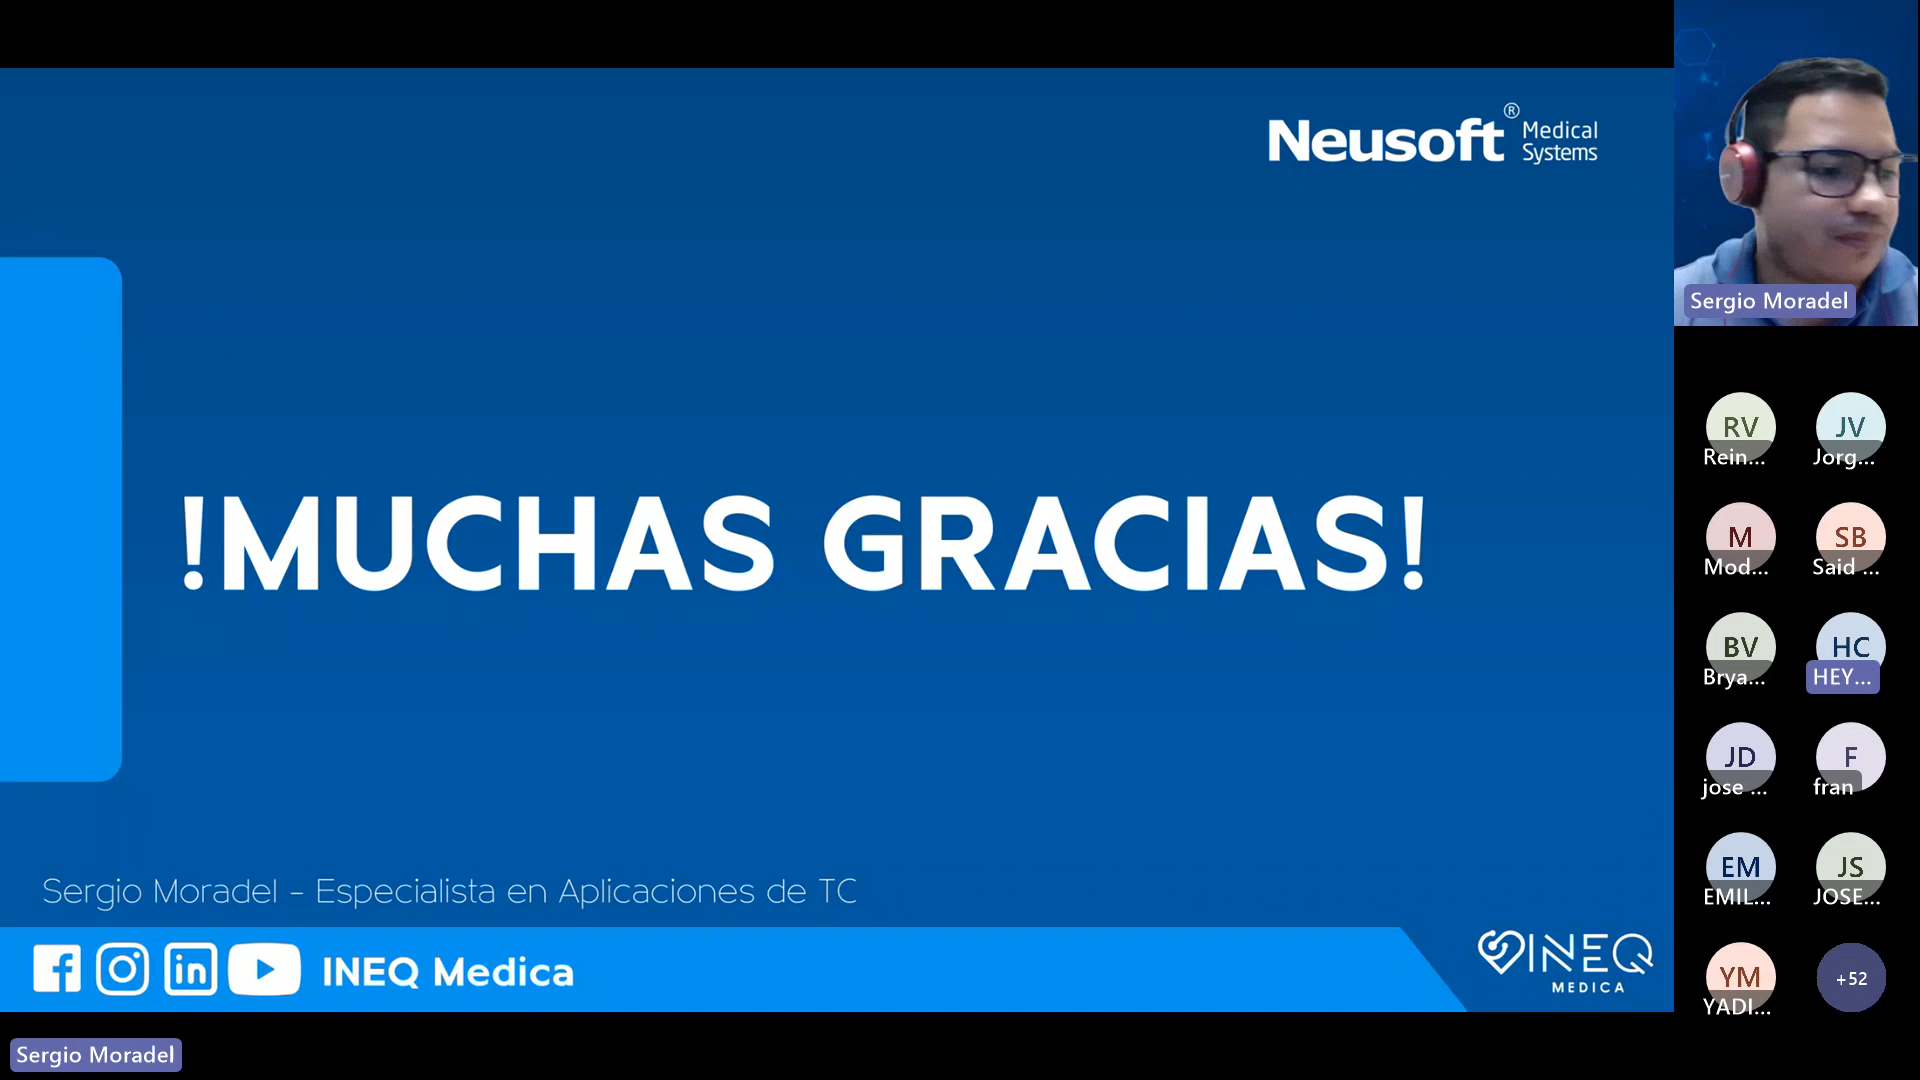 Neusoft® Medical Systems
!MUCHAS GRACIAS!
Sergio Moradel - Especialista en Aplicaciones de TC
INEQ Medica
INEQ
MEDICA
Sergio Moradel
Sergio Moradel
RV
Rein...
JV
Jorg...
M
Mod...
SB
Said ...
BV
Brya...
HC
HEY...
JD
jose ...
F
fran
EM
EMIL...
JS
JOSE...
YM
YADI...
+52